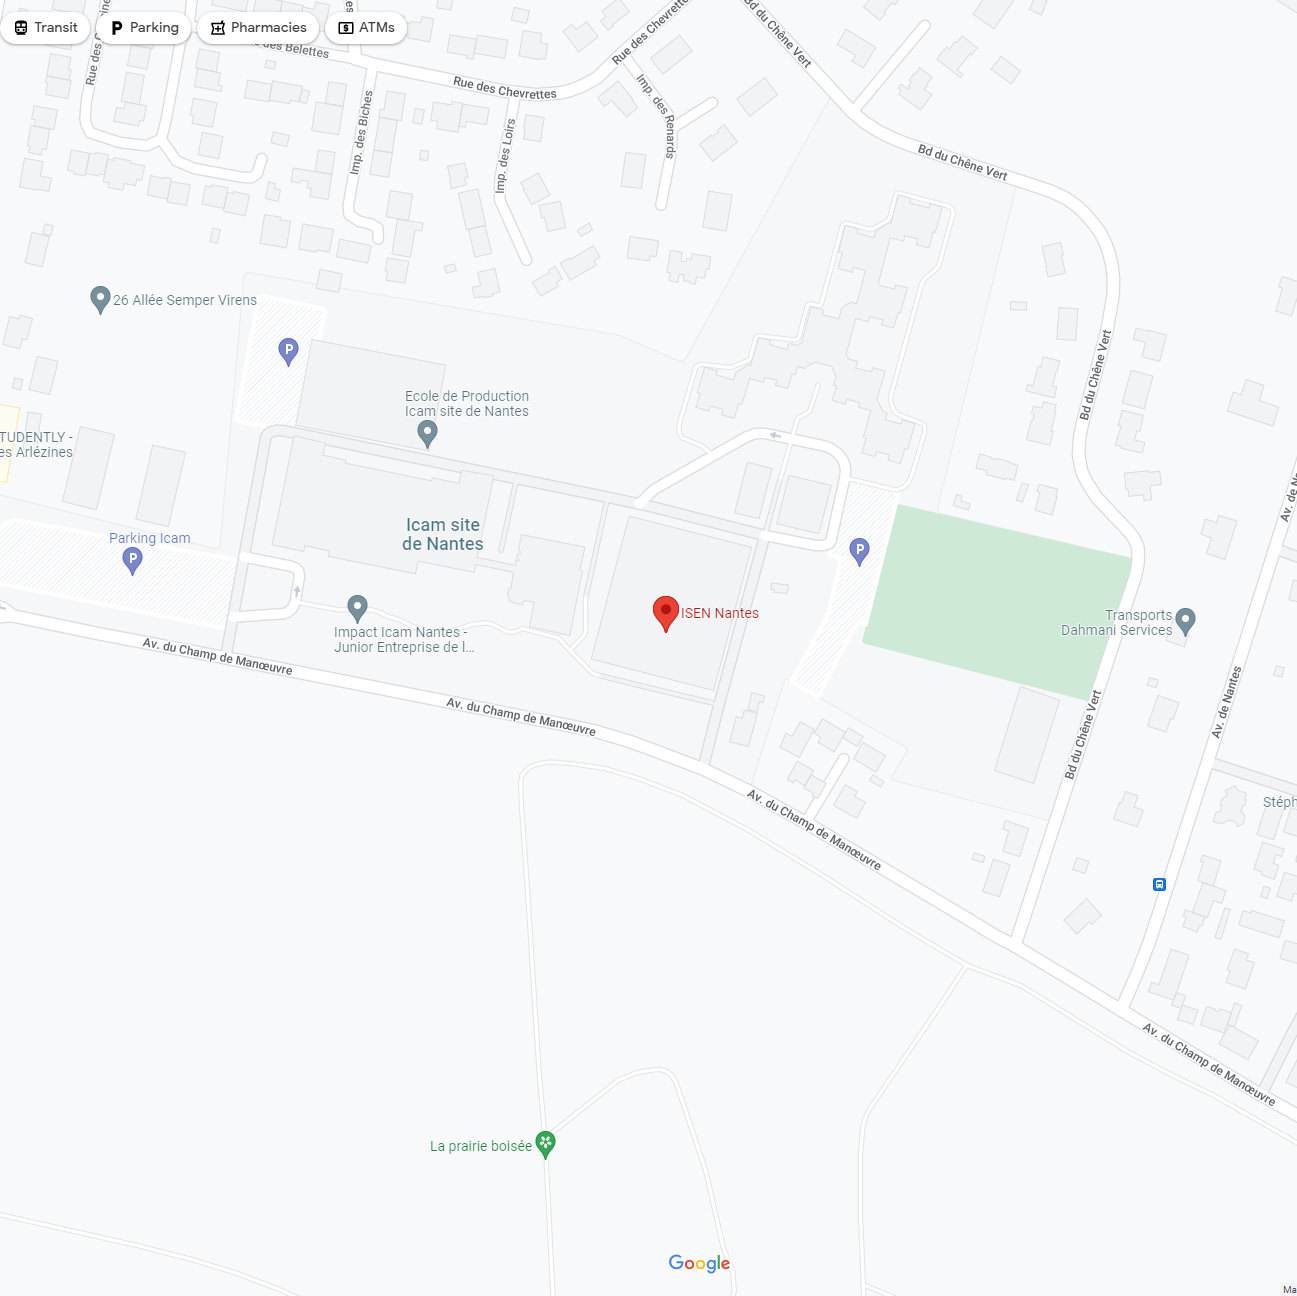 Transit
Parking
Pharmacies
ATMs
Bd du Chêne Vert
Rue des Chevrettes
des Belettes
Rue des
Rue des Chevrettes
Imp. des Renards
Imp. des Biches
Imp. des Loirs
Bd du Chêne Vert
26 Allée Semper Virens
Bd du Chêne Vert
Ecole de Production
Icam site de Nantes
TUDENTLY -
es Arlézines
Av. de Na
Icam site
de Nantes
Parking Icam
ISEN Nantes
Transports
Dahmani Services
Impact Icam Nantes -
Junior Entreprise de l...
Av. du Champ de Manœuvre
Av. de Nantes
Av. du Champ de Manœuvre
Bd du Chêne Vert
Stéph
Av. du Champ de Manœuvre
Av. du Champ de Manœuvre
La prairie boisée
Google
Ma